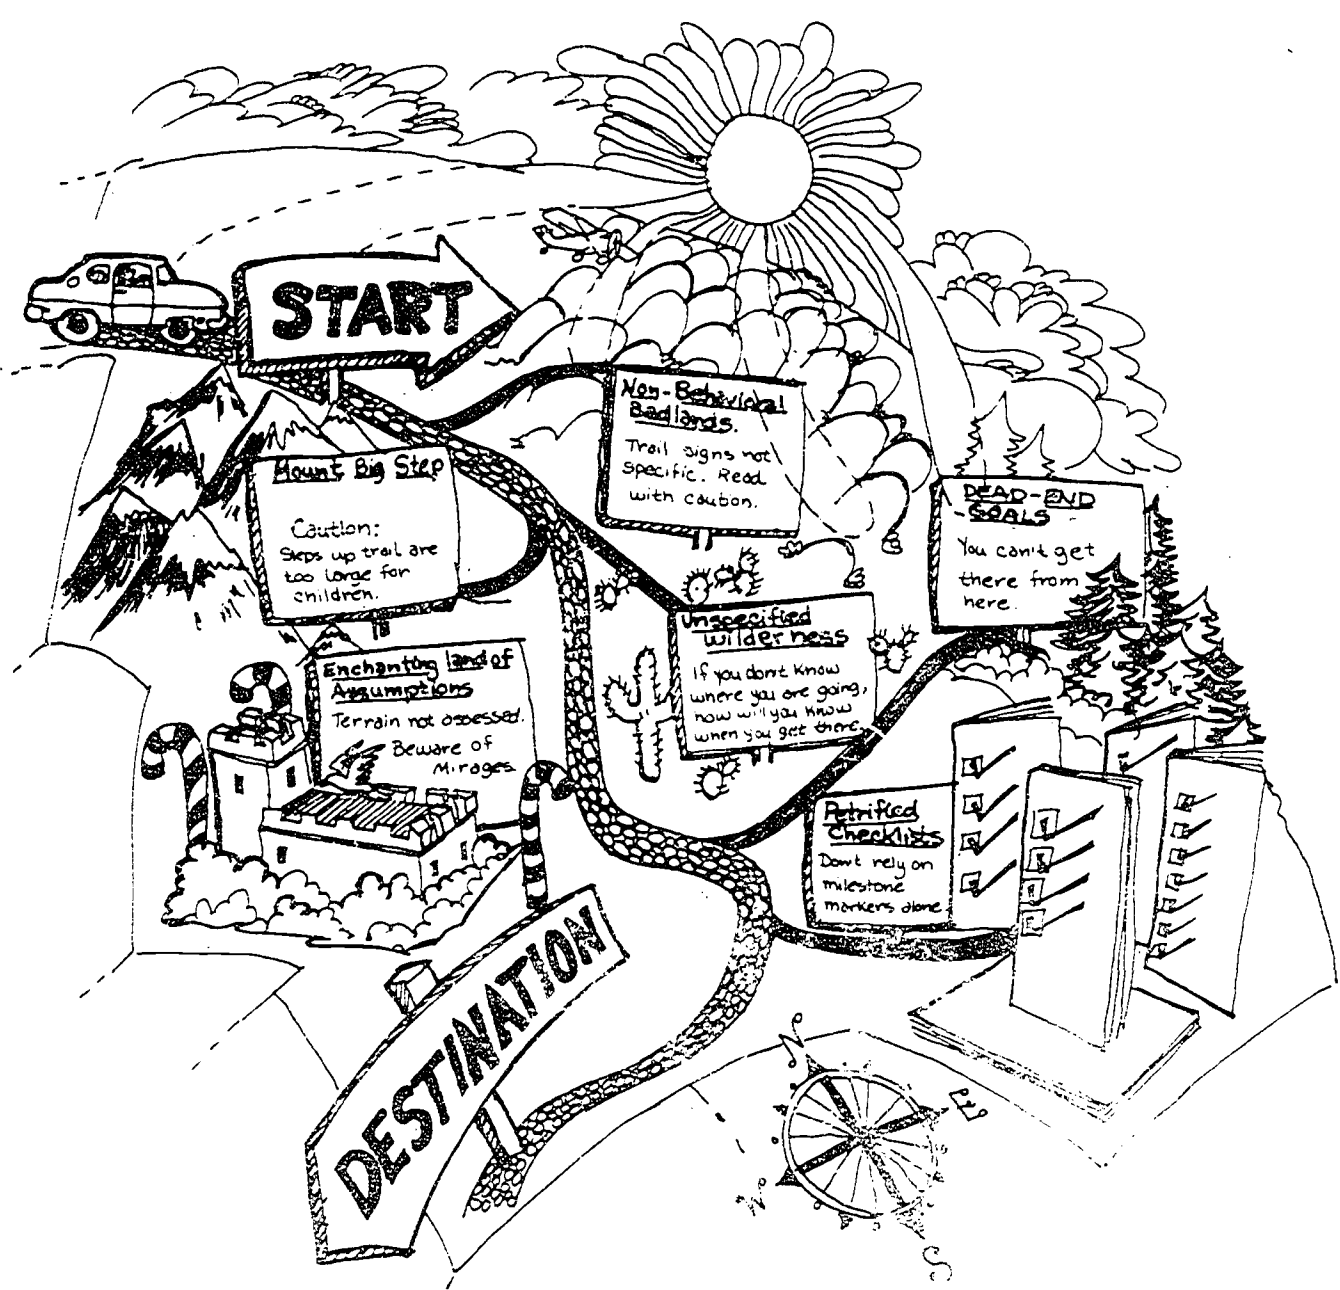 START
Non-Behavioral
Badlands.
Trail signs not
specific. Read
with caution.
Mount Big Step
Caution:
Steps up trail are
too large for
children.
DEAD-END
GOALS
You can't get
there from
here.
Unspecified
Wilderness
If you don't know
where you are going,
how will you know
when you get there.
Enchanting land of
Assumptions
Terrain not assessed.
Beware of
Mirages
Petrified
Checklists
Dont rely on
milestone
markers alone.
DESTINATION
N
W
S